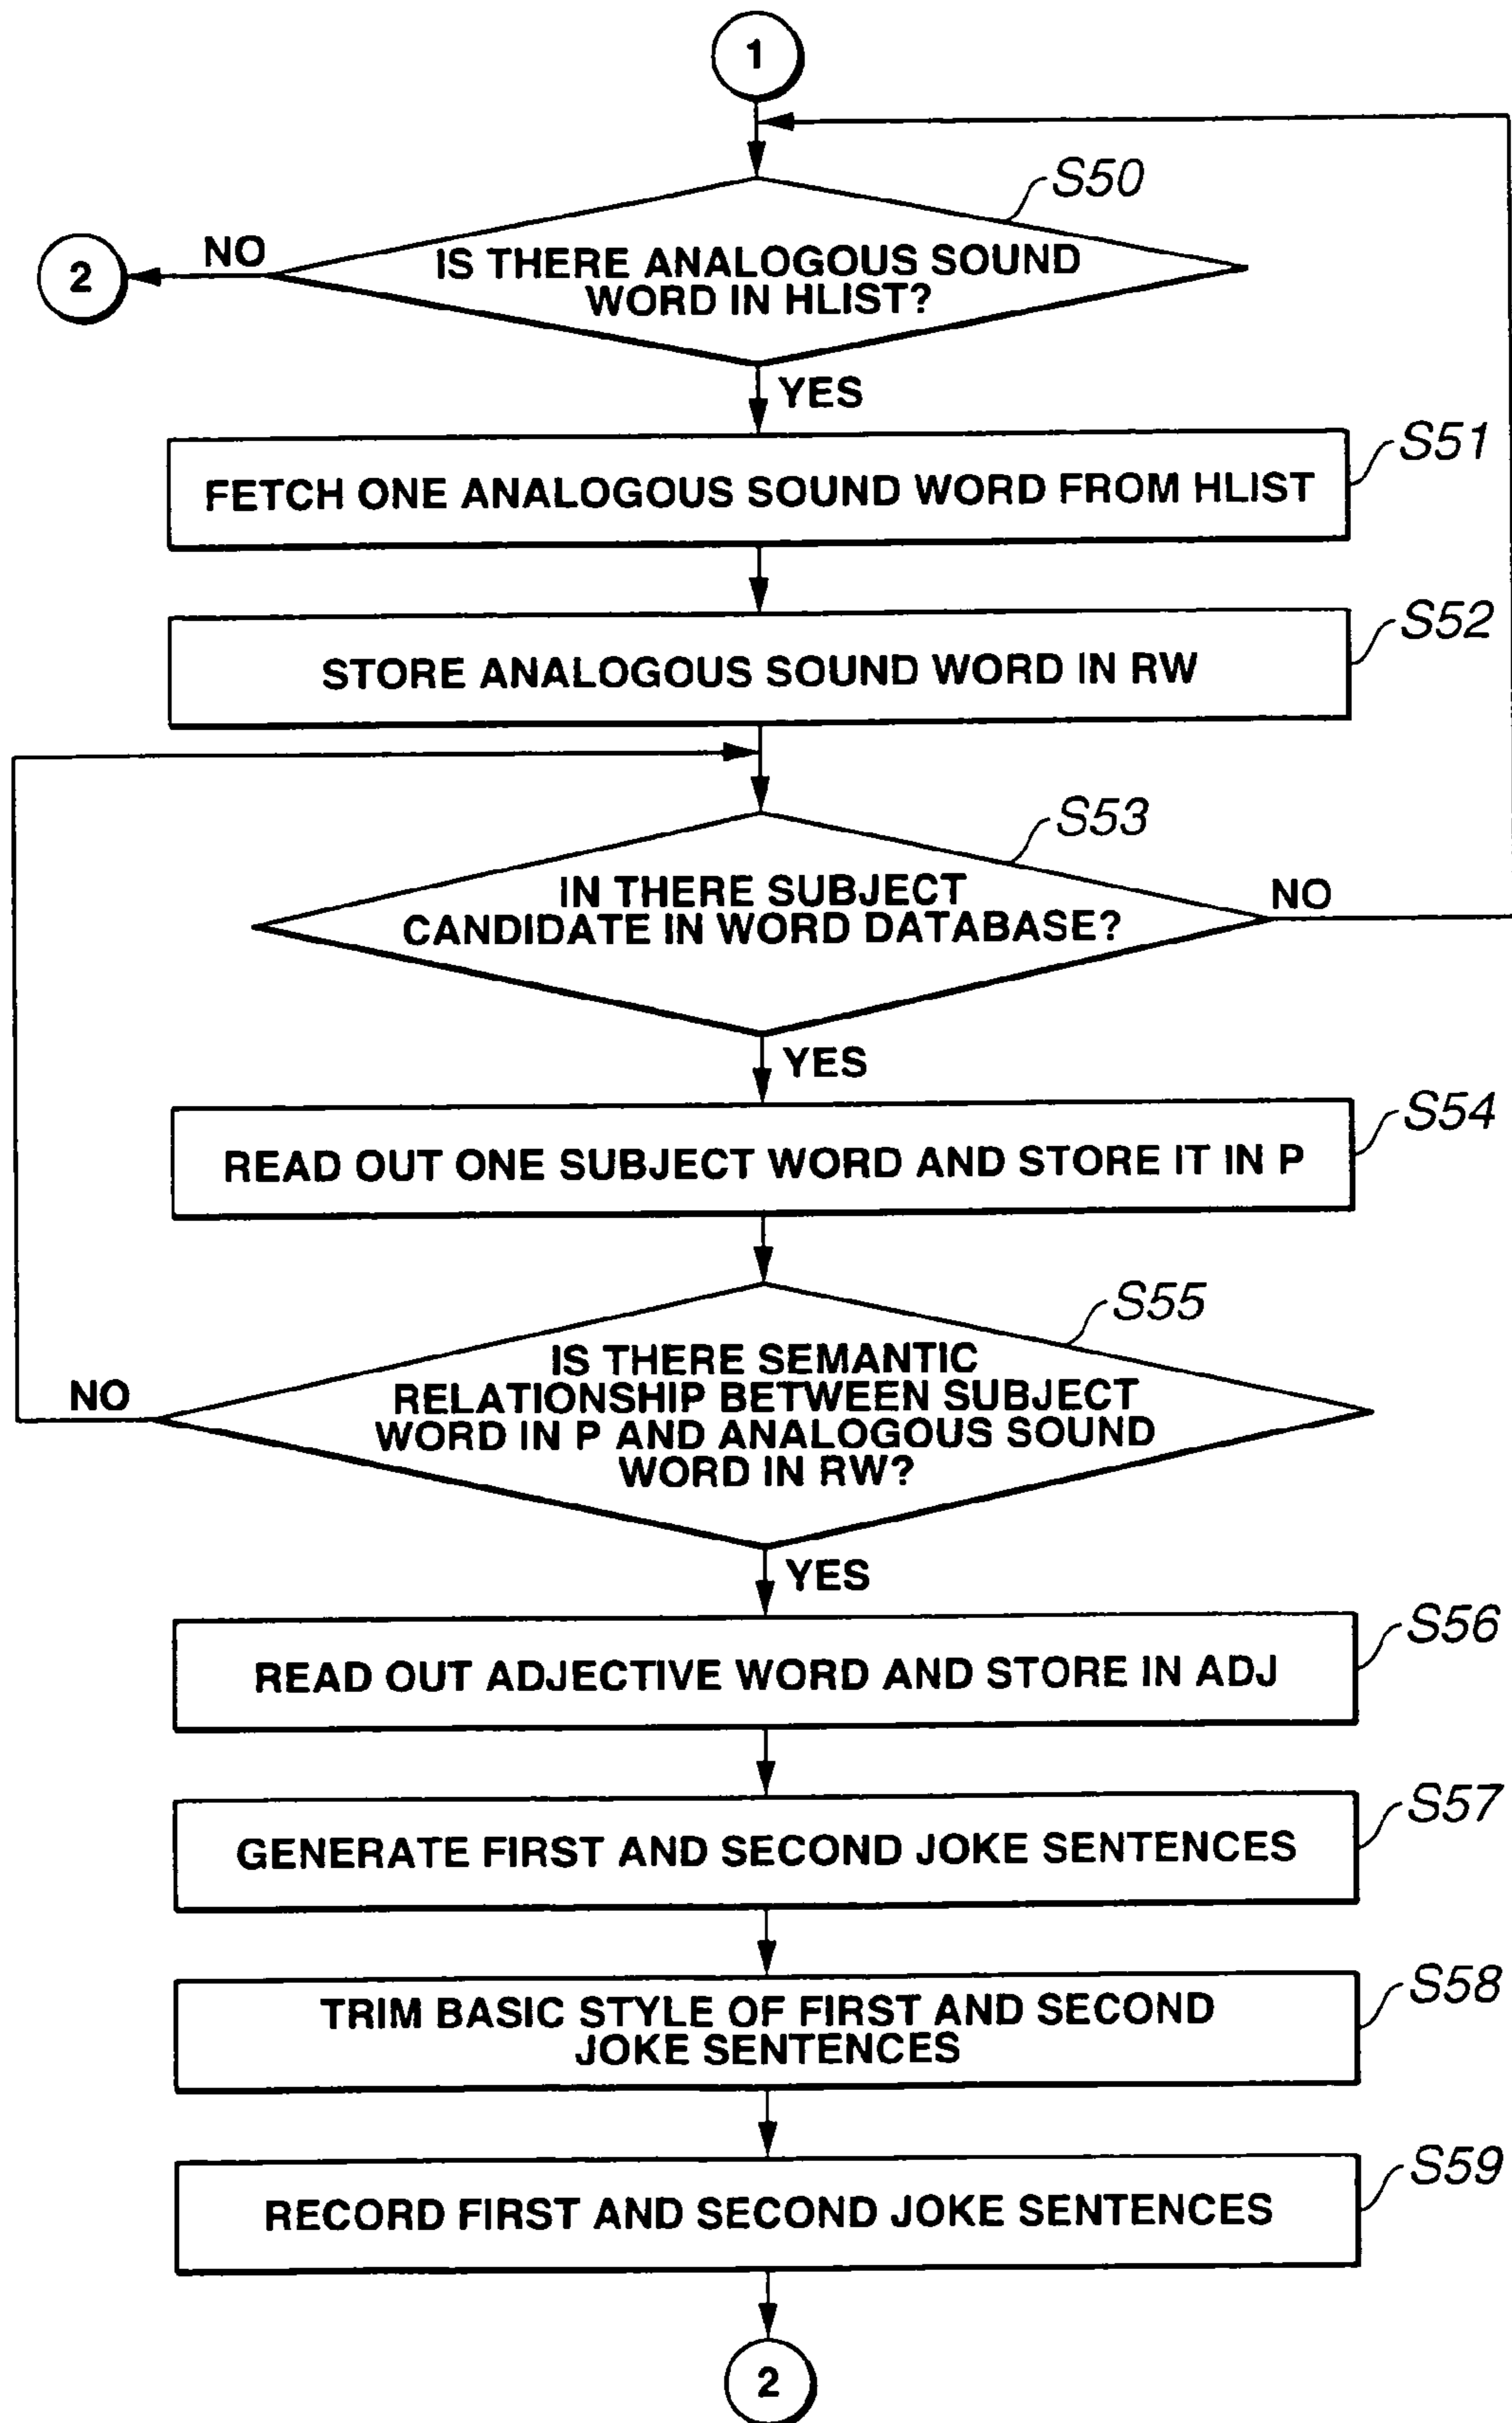 1
S50
2
NO
IS THERE ANALOGOUS SOUND
WORD IN HLIST?
YES
S51
FETCH ONE ANALOGOUS SOUND WORD FROM HLIST
S52
STORE ANALOGOUS SOUND WORD IN RW
S53
IN THERE SUBJECT
CANDIDATE IN WORD DATABASE?
NO
YES
S54
READ OUT ONE SUBJECT WORD AND STORE IT IN P
S55
IS THERE SEMANTIC
RELATIONSHIP BETWEEN SUBJECT
WORD IN P AND ANALOGOUS SOUND
WORD IN RW?
NO
YES
S56
READ OUT ADJECTIVE WORD AND STORE IN ADJ
S57
GENERATE FIRST AND SECOND JOKE SENTENCES
S58
TRIM BASIC STYLE OF FIRST AND SECOND
JOKE SENTENCES
S59
RECORD FIRST AND SECOND JOKE SENTENCES
2